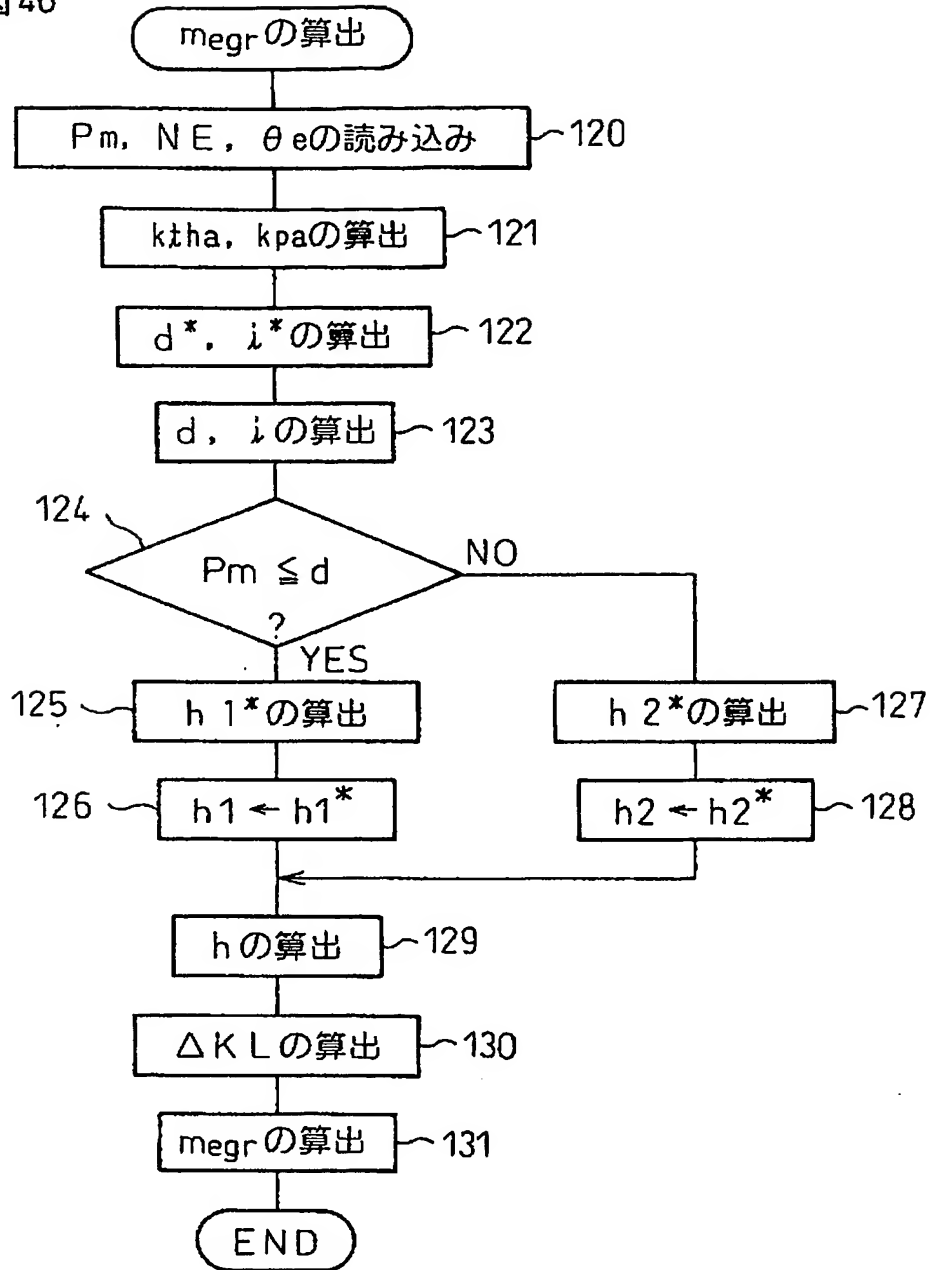 図40
megrの算出
Pm, NE, θeの読み込み 120
ktha, kpaの算出 121
d*, i*の算出 122
d, iの算出 123
124
Pm ≦ d
?
NO
YES
125 h1*の算出
h2*の算出 127
126 h1 ← h1*
h2 ← h2* 128
hの算出 129
ΔKLの算出 130
megrの算出 131
END